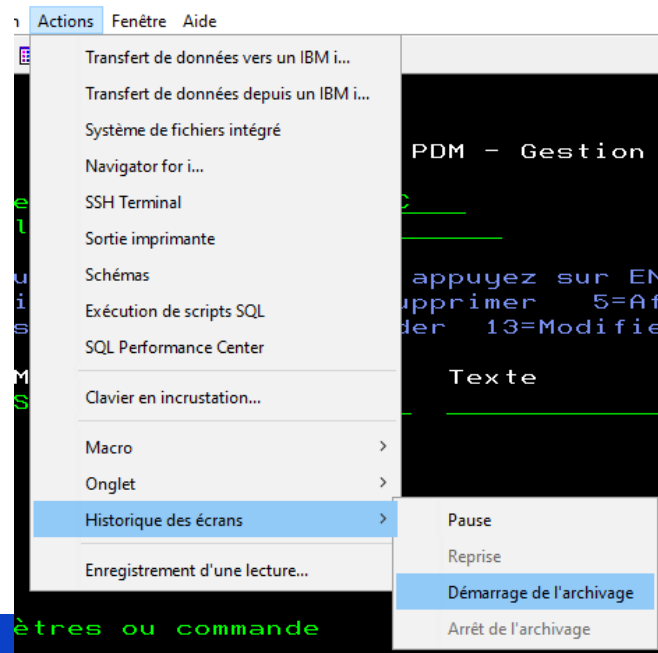 Actions Fenêtre Aide
Transfert de données vers un IBM i...
Transfert de données depuis un IBM i...
Système de fichiers intégré
Navigator for i...
SSH Terminal
Sortie imprimante
Schémas
Exécution de scripts SQL
SQL Performance Center
Clavier en incrustation...
Macro
Onglet
Historique des écrans
Enregistrement d'une lecture...
Pause
Reprise
Démarrage de l'archivage
Arrêt de l'archivage
PDM - Gestion
appuyez sur EN
upprimer 5=Af
der 13=Modifie
Texte
ètres ou commande